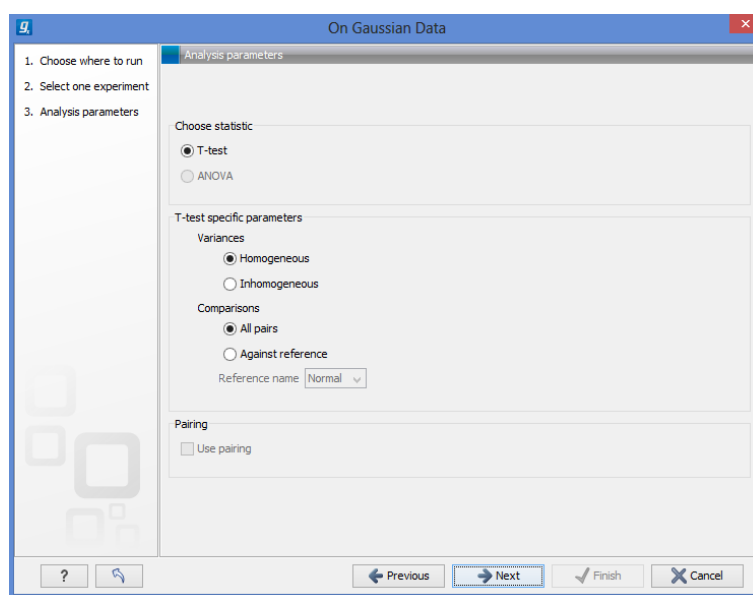 On Gaussian Data
1. Choose where to run
2. Select one experiment
3. Analysis parameters
Analysis parameters
Choose statistic
T-test
ANOVA
T-test specific parameters
Variances
Homogeneous
Inhomogeneous
Comparisons
All pairs
Against reference
Reference name Normal
Pairing
Use pairing
? Previous Next Finish Cancel